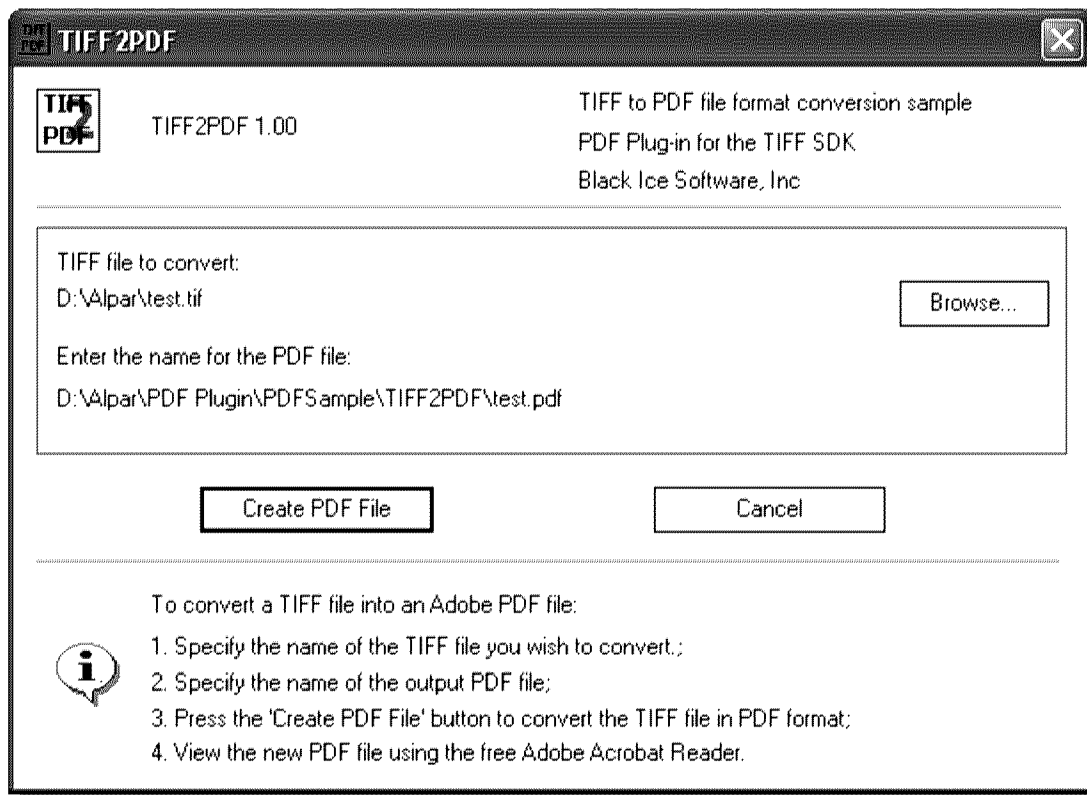 TIFF2PDF
TIFF 2 PDF
TIFF2PDF 1.00
TIFF to PDF file format conversion sample
PDF Plug-in for the TIFF SDK
Black Ice Software, Inc
TIFF file to convert:
D:\Alpar\test.tif
Browse...
Enter the name for the PDF file:
D:\Alpar\PDF Plugin\PDFSample\TIFF2PDF\test.pdf
Create PDF File
Cancel
To convert a TIFF file into an Adobe PDF file:
1. Specify the name of the TIFF file you wish to convert.;
2. Specify the name of the output PDF file;
3. Press the 'Create PDF File' button to convert the TIFF file in PDF format;
4. View the new PDF file using the free Adobe Acrobat Reader.